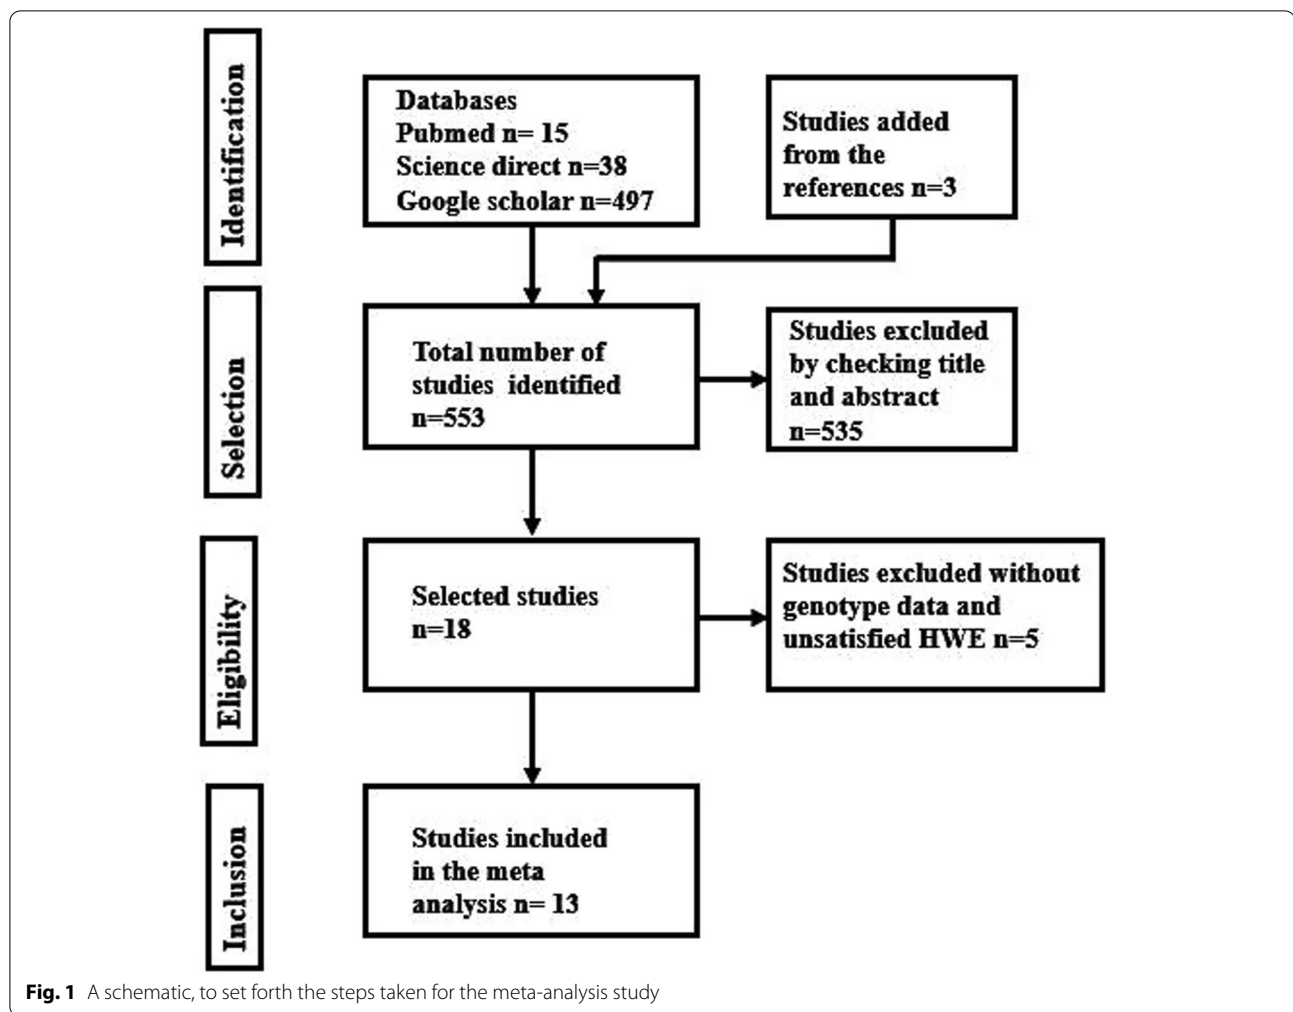 Identification
Databases
Pubmed n= 15
Science direct n=38
Google scholar n=497
Studies added
from the
references n=3
Selection
Total number of
studies identified
n=553
Studies excluded
by checking title
and abstract
n=535
Eligibility
Selected studies
n=18
Studies excluded without
genotype data and
unsatisfied HWE n=5
Inclusion
Studies included
in the meta
analysis n= 13
Fig. 1 A schematic, to set forth the steps taken for the meta-analysis study